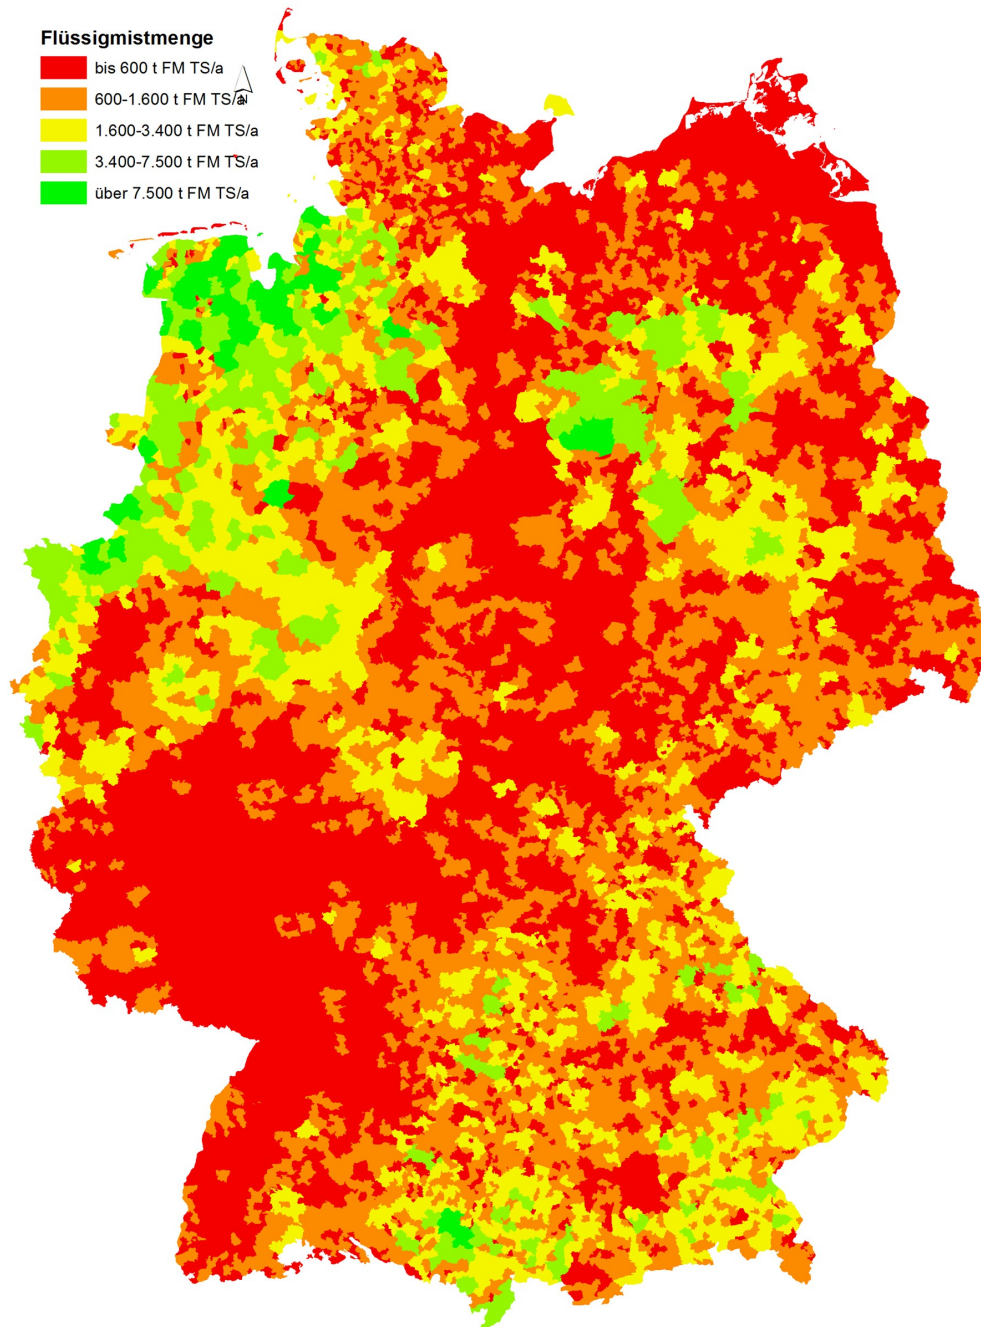 Flüssigmistmenge
bis 600 t FM TS/a
600-1.600 t FM TS/a
1.600-3.400 t FM TS/a
3.400-7.500 t FM TS/a
über 7.500 t FM TS/a
N